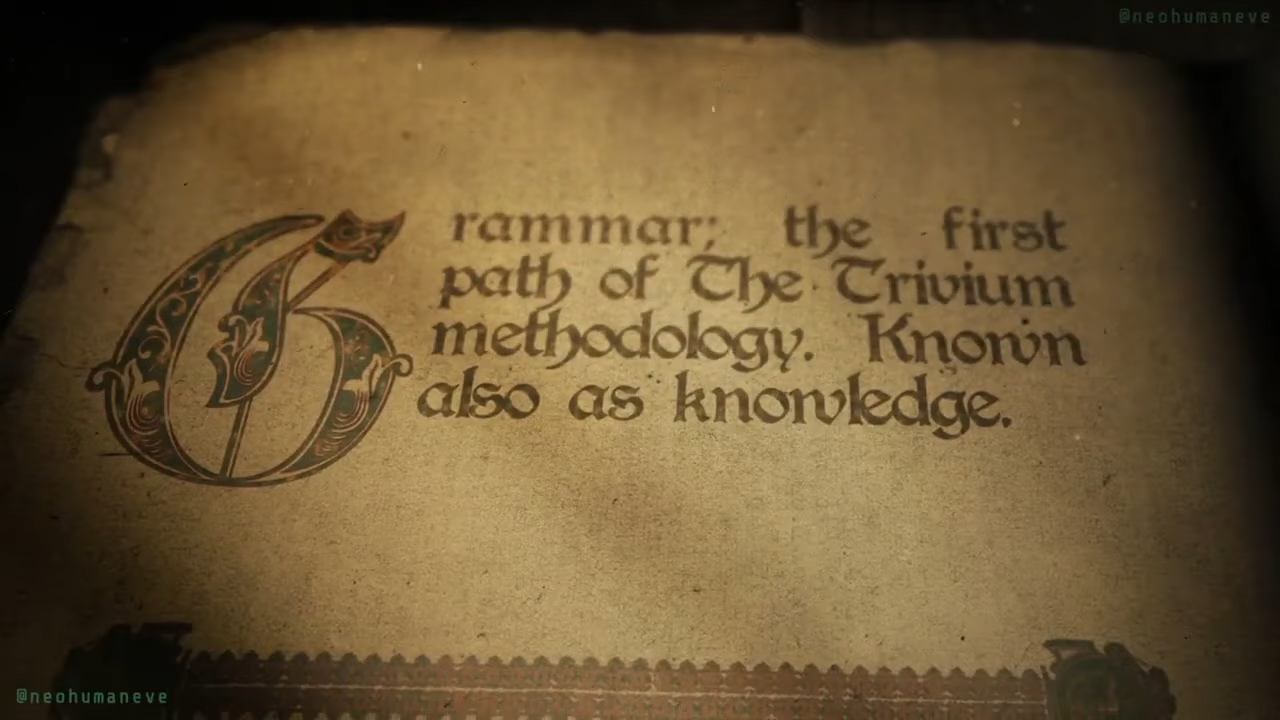 @neohumaneve
Grammar; the first
path of The Trivium
methodology. Known
also as knowledge.
@neohumaneve